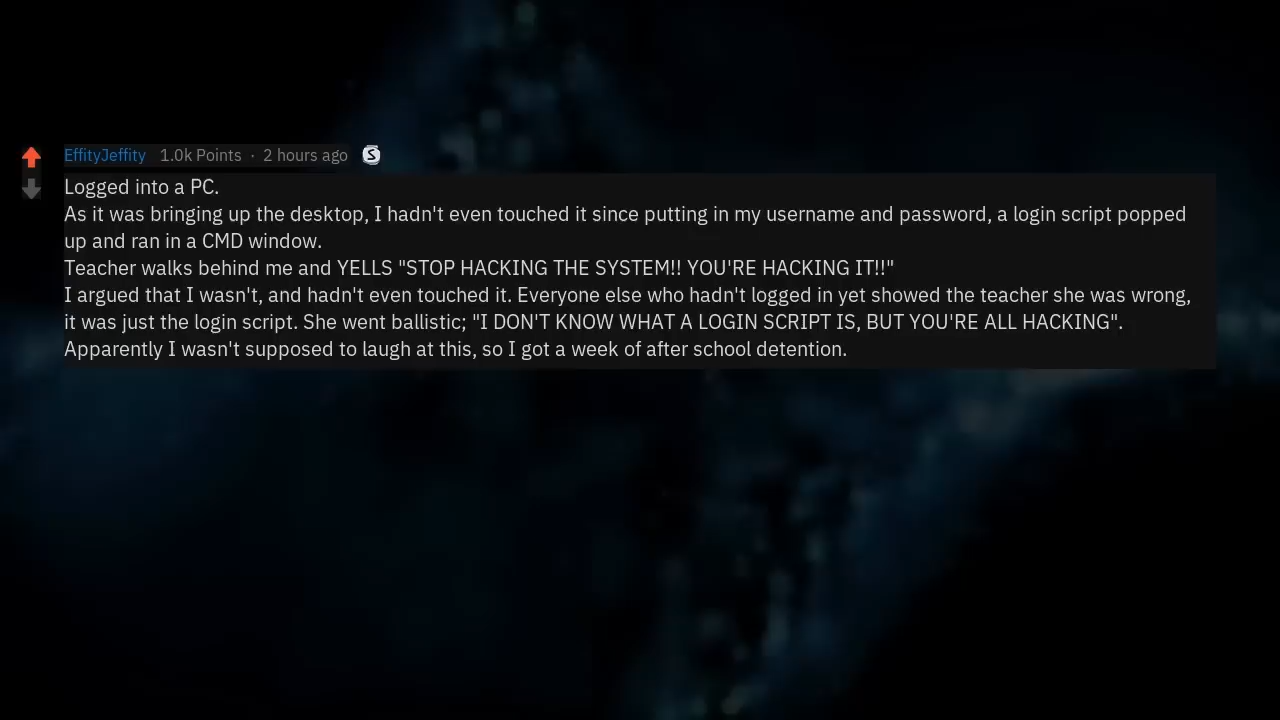 EffityJeffity 1.0k Points · 2 hours ago S
Logged into a PC.
As it was bringing up the desktop, I hadn't even touched it since putting in my username and password, a login script popped
up and ran in a CMD window.
Teacher walks behind me and YELLS "STOP HACKING THE SYSTEM!! YOU'RE HACKING IT!!"
I argued that I wasn't, and hadn't even touched it. Everyone else who hadn't logged in yet showed the teacher she was wrong,
it was just the login script. She went ballistic; "I DON'T KNOW WHAT A LOGIN SCRIPT IS, BUT YOU'RE ALL HACKING".
Apparently I wasn't supposed to laugh at this, so I got a week of after school detention.